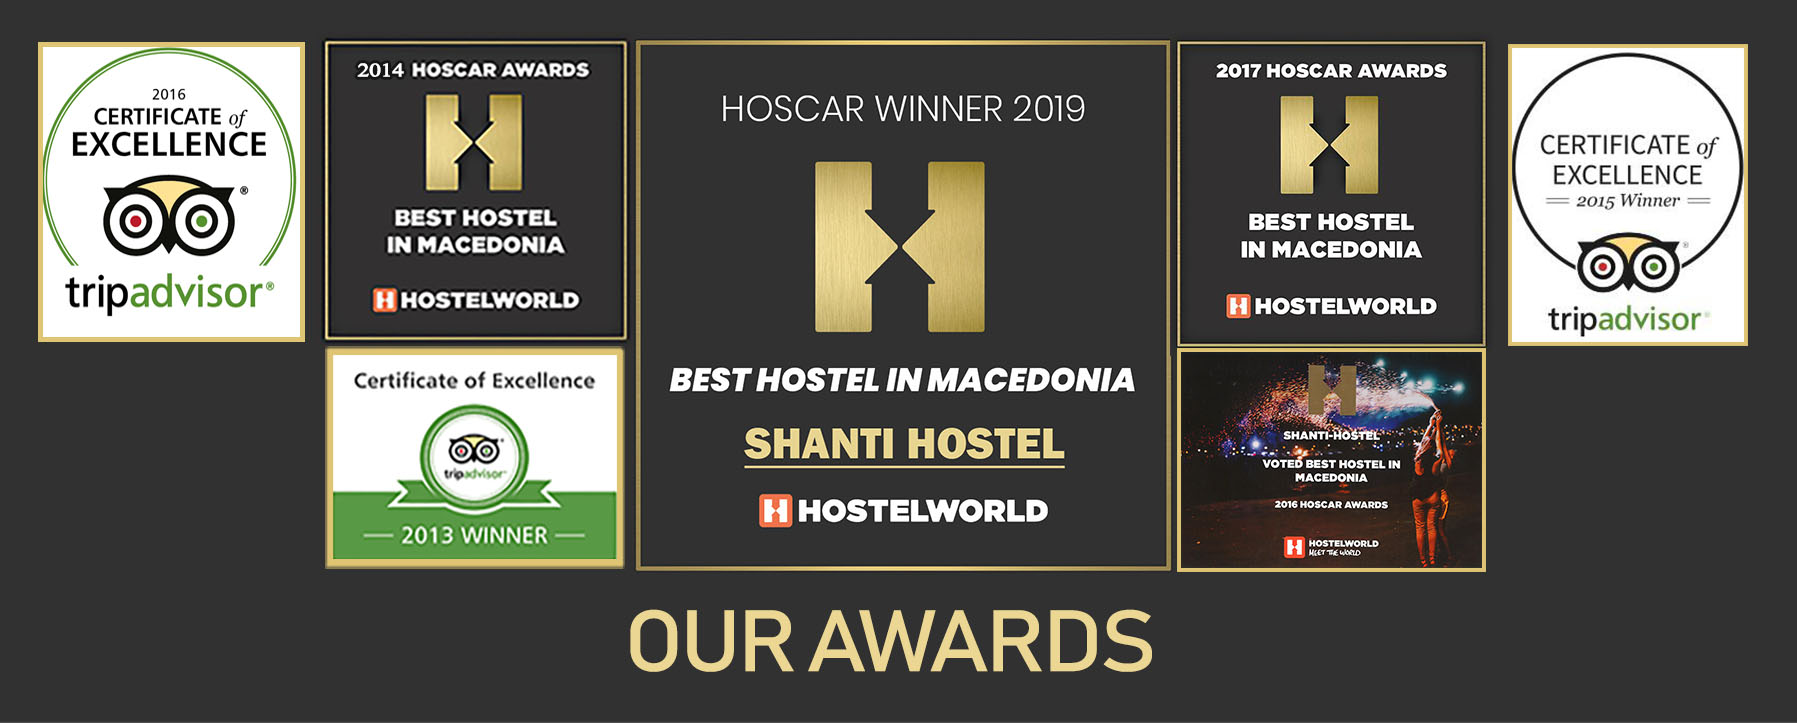 2016
CERTIFICATE of
EXCELLENCE
tripadvisor®
2014 HOSCAR AWARDS
BEST HOSTEL
IN MACEDONIA
HOSTELWORLD
Certificate of Excellence
tripadvisor®
2013 WINNER
HOSCAR WINNER 2019
BEST HOSTEL IN MACEDONIA
SHANTI HOSTEL
HOSTELWORLD
2017 HOSCAR AWARDS
BEST HOSTEL
IN MACEDONIA
HOSTELWORLD
SHANTI-HOSTEL
VOTED BEST HOSTEL IN
MACEDONIA
2016 HOSCAR AWARDS
HOSTELWORLD
MEET THE WORLD
CERTIFICATE of
EXCELLENCE
2015 Winner
tripadvisor®
OUR AWARDS